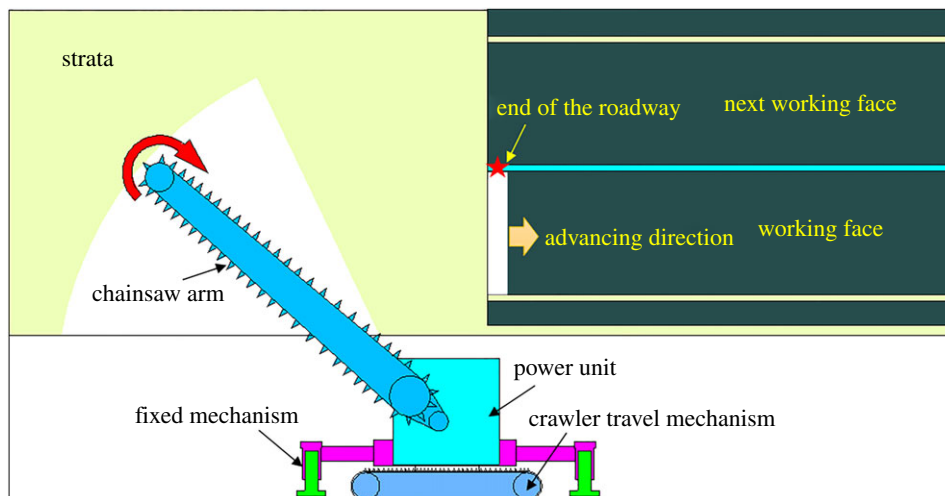 strata
end of the roadway
next working face
advancing direction
working face
chainsaw arm
power unit
fixed mechanism
crawler travel mechanism